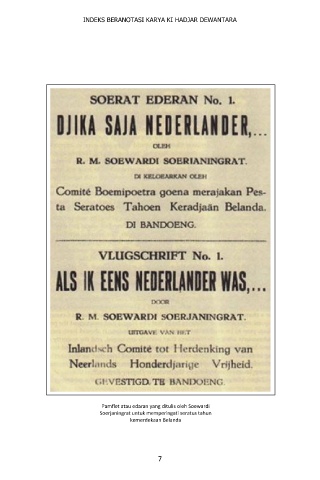 INDEKS BERANOTASI KARYA KI HADJAR DEWANTARA
SOERAT EDERAN No. 1.
DJIKA SAJA NEDERLANDER,...
OLEH
R. M. SOEWARDI SOERIANINGRAT.
DI KELOEARKAN OLEH
Comité Boemipoetra goena merajakan Pes-
ta Seratoes Tahoen Keradjaän Belanda.
DI BANDOENG.
VLUGSCHRIFT No. 1.
ALS IK EENS NEDERLANDER WAS,...
DOOR
R. M. SOEWARDI SOERJANINGRAT.
UITGAVE VAN HET
Inlandsch Comité tot Herdenking van
Neerlands Honderdjarige Vrijheid.
GEVESTIGD TE BANDOENG.
Pamflet atau edaran yang ditulis oleh Soewardi
Soerjaningrat untuk memperingati seratus tahun
kemerdekaan Belanda
7